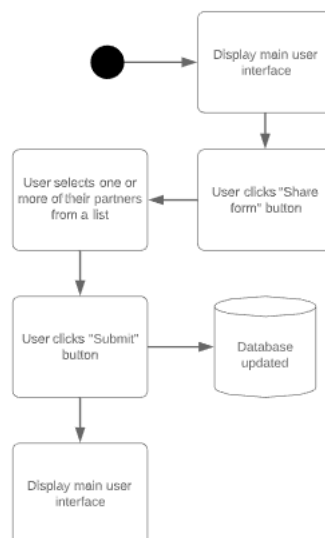 Display main user
interface
User clicks "Share
form" button
User selects one or
more of their partners
from a list
User clicks "Submit"
button
Database
updated
Display main user
interface